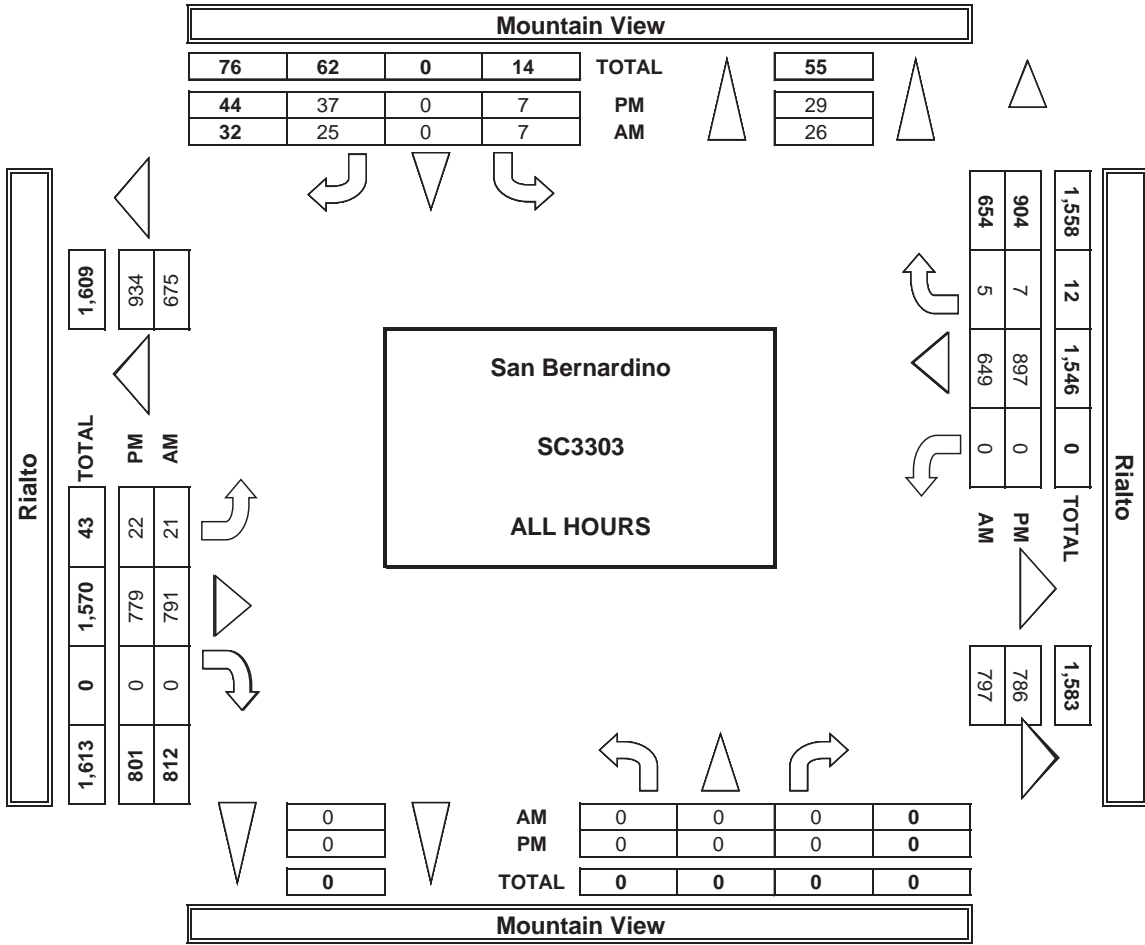 Mountain View
76 62 0 14 TOTAL 55
44 37 0 7 PM 29
32 25 0 7 AM 26
Rialto
1,609
934
675
TOTAL
PM
AM
43 1,570 0 1,613
22 779 0 801
21 791 0 812
San Bernardino
SC3303
ALL HOURS
1,558 12 1,546 0 TOTAL
904 7 897 0 PM
654 5 649 0 AM
1,583
786
797
Rialto
0 AM 0 0 0 0
0 PM 0 0 0 0
0 TOTAL 0 0 0 0
Mountain View